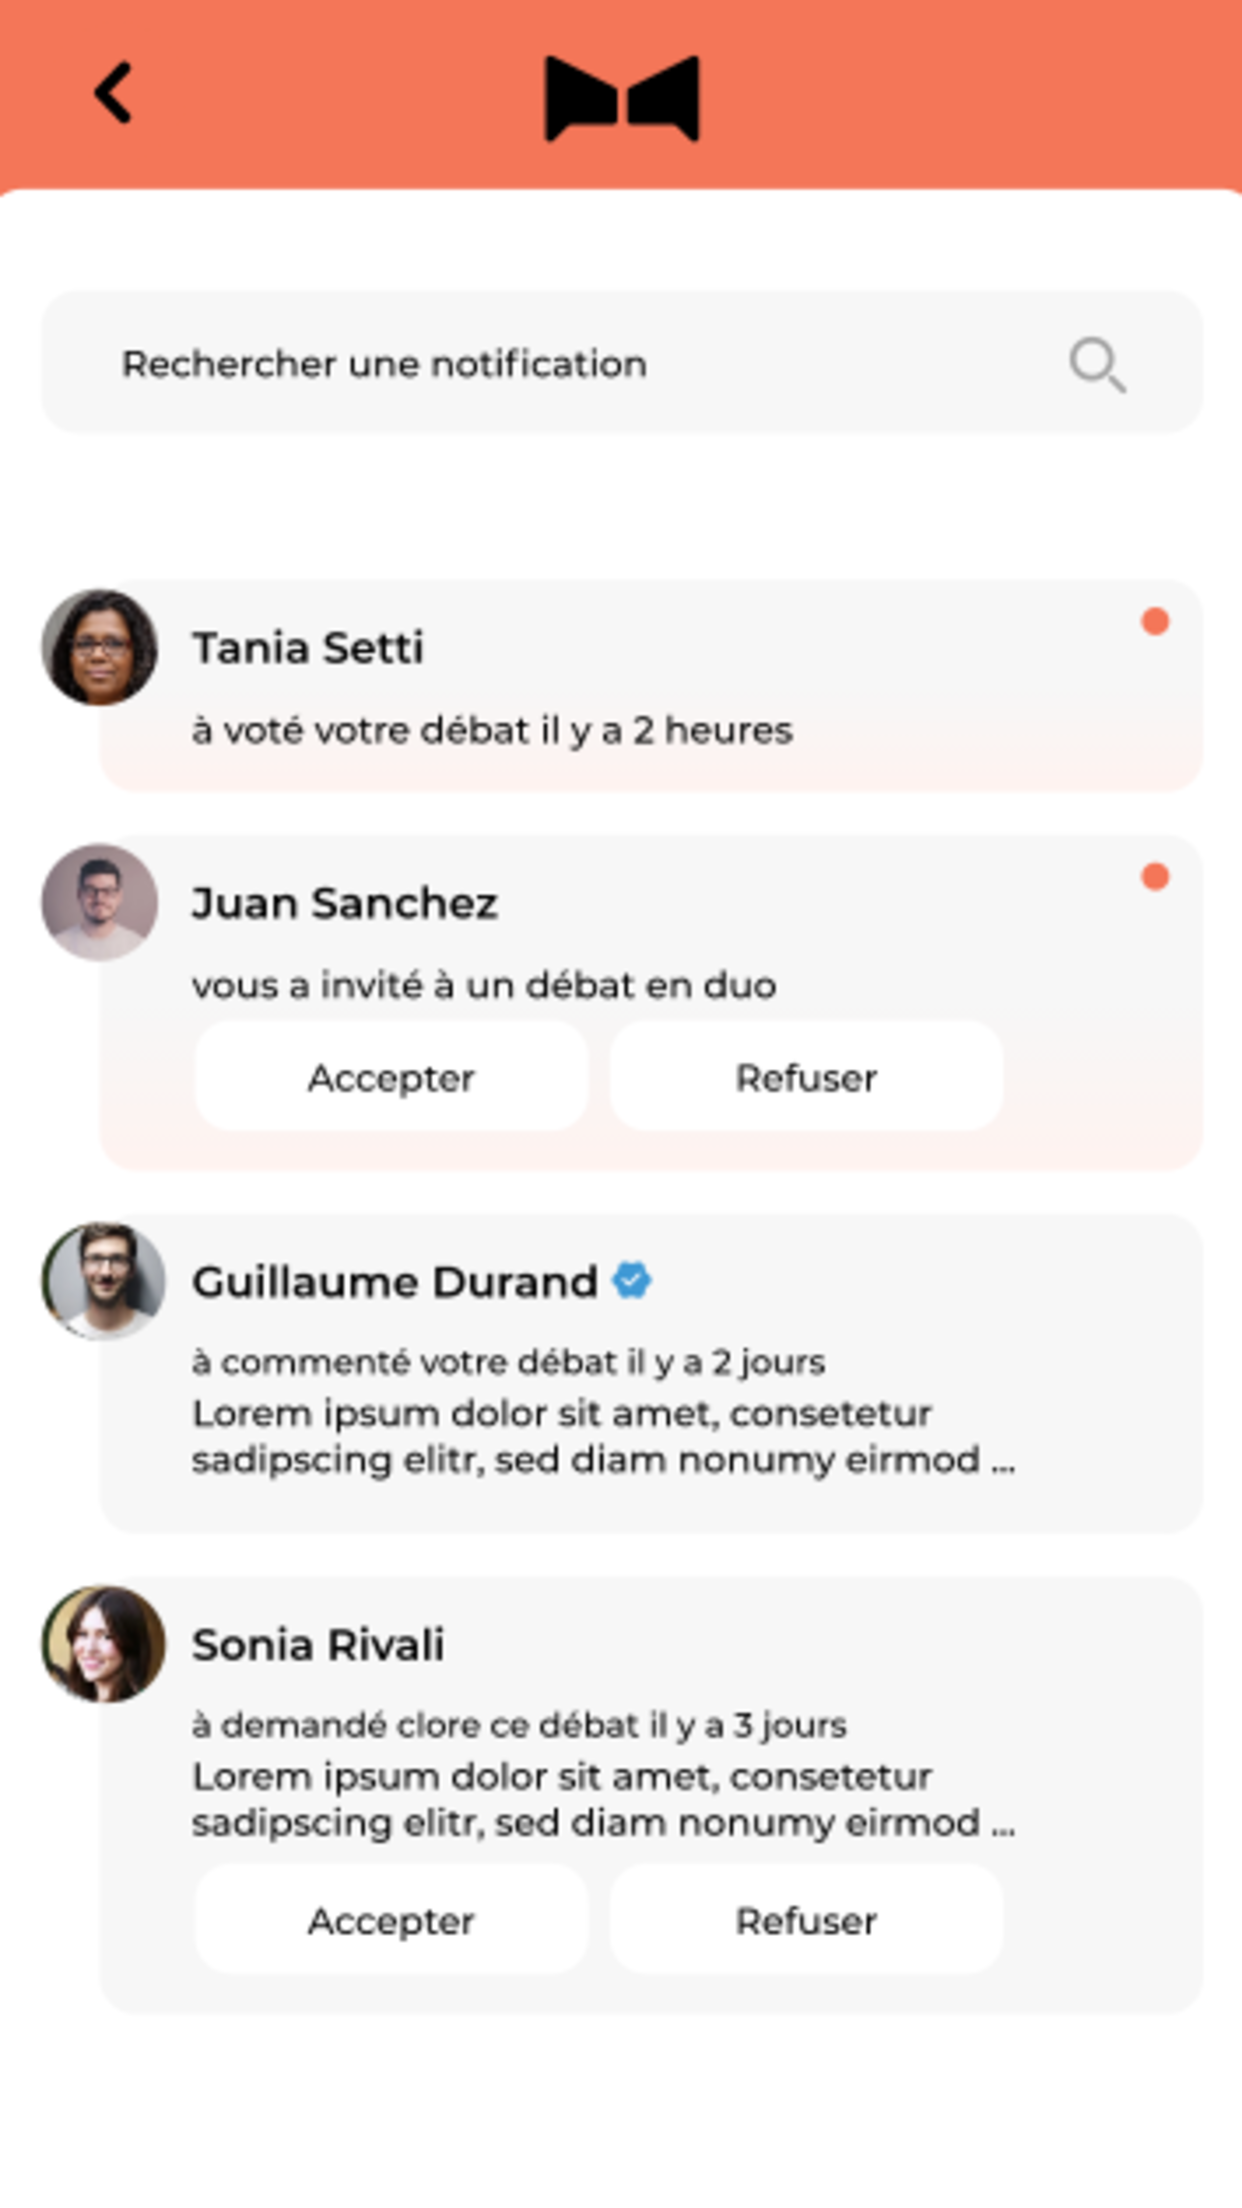 Rechercher une notification
Tania Setti
à voté votre débat il y a 2 heures
Juan Sanchez
vous a invité à un débat en duo
Accepter
Refuser
Guillaume Durand
à commenté votre débat il y a 2 jours
Lorem ipsum dolor sit amet, consetetur
sadipscing elitr, sed diam nonumy eirmod ...
Sonia Rivali
à demandé clore ce débat il y a 3 jours
Lorem ipsum dolor sit amet, consetetur
sadipscing elitr, sed diam nonumy eirmod ...
Accepter
Refuser